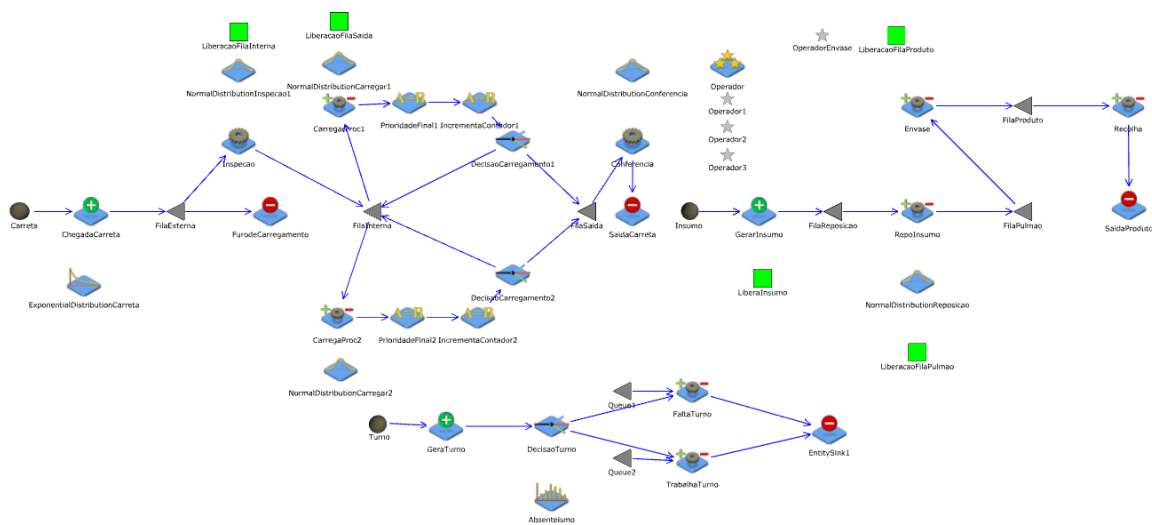 LiberacaoFilaInterna
LiberacaoFilaSaida
OperadorEnvase
LiberacaoFilaProduto
NormalDistributionInspecao1
NormalDistributionCarregar1
NormalDistributionConferencia
Operador
Operador1
Operador2
Operador3
CarregaProc1
PrioridadeFinal1
IncrementaContador1
Envase
FilaProduto
Recolha
Inspecao
DecisaoCarregamento1
Conferencia
Carreta
ChegadaCarreta
FilaExterna
FurodeCarregamento
FilaInterna
FilaSaida
SaidaCarreta
Insumo
GerarInsumo
FilaReposicao
RepoInsumo
FilaPulmao
SaidaProduto
ExponentialDistributionCarreta
DecisaoCarregamento2
LiberaInsumo
NormalDistributionReposicao
CarregaProc2
PrioridadeFinal2
IncrementaContador2
LiberacaoFilaPulmao
NormalDistributionCarregar2
Queue1
FaltaTurno
Turno
GeraTurno
DecisaoTurno
EntitySink1
Queue2
TrabalhaTurno
Absenteismo